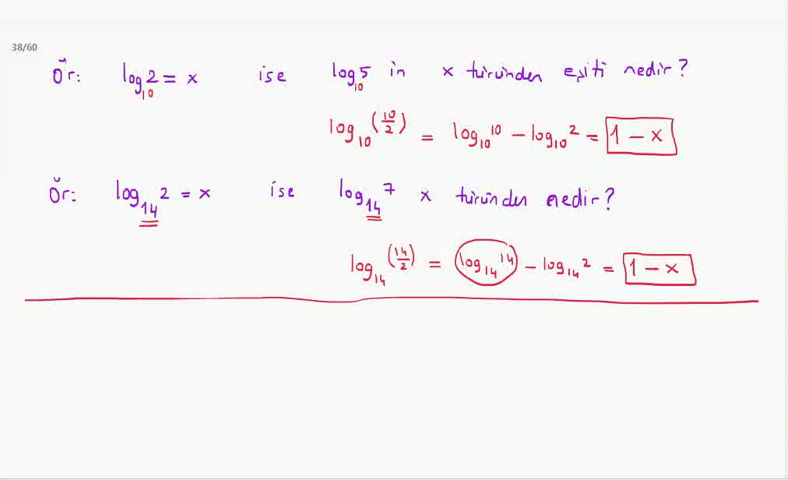 38/60
Ör: log₁₀2 = x ise log₁₀5 in x türünden eşiti nedir?
log₁₀(10/2) = log₁₀10 - log₁₀2 = 1 - x
Ör: log₁₄2 = x ise log₁₄7 x türünden nedir?
log₁₄(14/2) = log₁₄14 - log₁₄2 = 1 - x